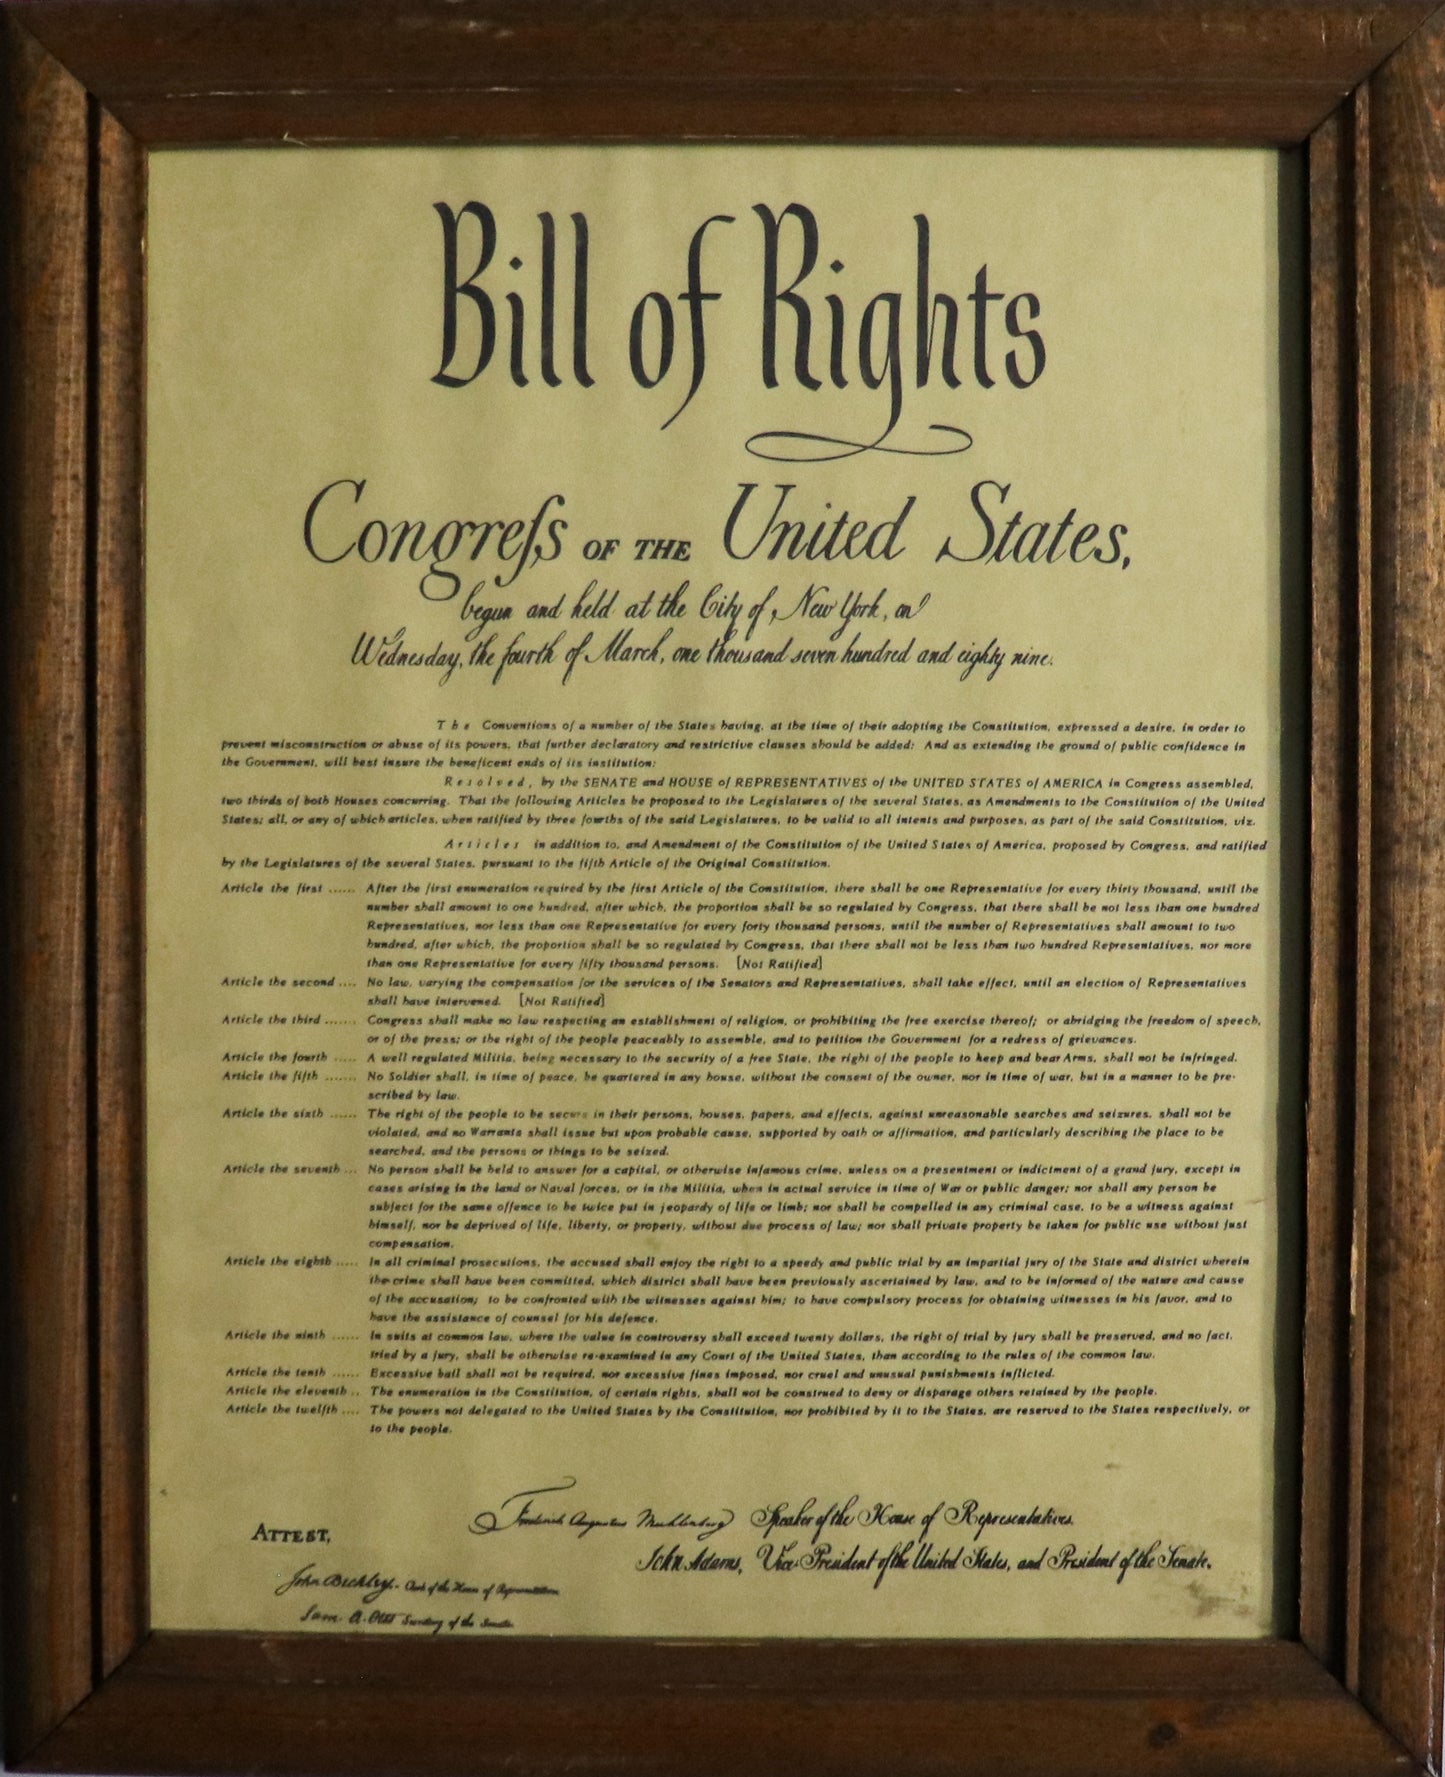 Bill of Rights
Congreſs OF THE United States,
begun and held at the City of New York, on
Wednesday, the fourth of March, one thousand seven hundred and eighty nine.
The Conventions of a number of the States having, at the time of their adopting the Constitution, expressed a desire, in order to
prevent misconstruction or abuse of its powers, that further declaratory and restrictive clauses should be added: And as extending the ground of public confidence in
the Government, will best insure the beneficent ends of its institution:
Resolved, by the SENATE and HOUSE of REPRESENTATIVES of the UNITED STATES of AMERICA in Congress assembled,
two thirds of both Houses concurring. That the following Articles be proposed to the Legislatures of the several States, as Amendments to the Constitution of the United
States; all, or any of which articles, when ratified by three fourths of the said Legislatures, to be valid to all intents and purposes, as part of the said Constitution, viz.
Articles in addition to, and Amendment of the Constitution of the United States of America, proposed by Congress, and ratified
by the Legislatures of the several States, pursuant to the fifth Article of the Original Constitution.
Article the first ...... After the first enumeration required by the first Article of the Constitution, there shall be one Representative for every thirty thousand, until the
number shall amount to one hundred, after which, the proportion shall be so regulated by Congress, that there shall be not less than one hundred
Representatives, nor less than one Representative for every forty thousand persons, until the number of Representatives shall amount to two
hundred, after which, the proportion shall be so regulated by Congress, that there shall not be less than two hundred Representatives, nor more
than one Representative for every fifty thousand persons. [Not Ratified]
Article the second .... No law, varying the compensation for the services of the Senators and Representatives, shall take effect, until an election of Representatives
shall have intervened. [Not Ratified]
Article the third ....... Congress shall make no law respecting an establishment of religion, or prohibiting the free exercise thereof; or abridging the freedom of speech,
or of the press; or the right of the people peaceably to assemble, and to petition the Government for a redress of grievances.
Article the fourth ..... A well regulated Militia, being necessary to the security of a free State, the right of the people to keep and bear Arms, shall not be infringed.
Article the fifth ....... No Soldier shall, in time of peace, be quartered in any house, without the consent of the owner, nor in time of war, but in a manner to be pre-
scribed by law.
Article the sixth ...... The right of the people to be secure in their persons, houses, papers, and effects, against unreasonable searches and seizures, shall not be
violated, and no Warrants shall issue but upon probable cause, supported by oath or affirmation, and particularly describing the place to be
searched, and the persons or things to be seized.
Article the seventh ... No person shall be held to answer for a capital, or otherwise infamous crime, unless on a presentment or indictment of a grand jury, except in
cases arising in the land or Naval forces, or in the Militia, when in actual service in time of War or public danger; nor shall any person be
subject for the same offence to be twice put in jeopardy of life or limb; nor shall be compelled in any criminal case, to be a witness against
himself, nor be deprived of life, liberty, or property, without due process of law; nor shall private property be taken for public use without just
compensation.
Article the eighth ..... In all criminal prosecutions, the accused shall enjoy the right to a speedy and public trial by an impartial jury of the State and district wherein
the crime shall have been committed, which district shall have been previously ascertained by law, and to be informed of the nature and cause
of the accusation; to be confronted with the witnesses against him; to have compulsory process for obtaining witnesses in his favor, and to
have the assistance of counsel for his defence.
Article the ninth ...... In suits at common law, where the value in controversy shall exceed twenty dollars, the right of trial by jury shall be preserved, and no fact,
tried by a jury, shall be otherwise re-examined in any Court of the United States, than according to the rules of the common law.
Article the tenth ...... Excessive bail shall not be required, nor excessive fines imposed, nor cruel and unusual punishments inflicted.
Article the eleventh .. The enumeration in the Constitution, of certain rights, shall not be construed to deny or disparage others retained by the people.
Article the twelfth .... The powers not delegated to the United States by the Constitution, nor prohibited by it to the States, are reserved to the States respectively, or
to the people.
Frederick Augustus Muhlenberg Speaker of the House of Representatives.
ATTEST,
John Adams, Vice-President of the United States, and President of the Senate.
John Beckley.- Clerk of the House of Representatives
Sam. A. Otis Secretary of the Senate